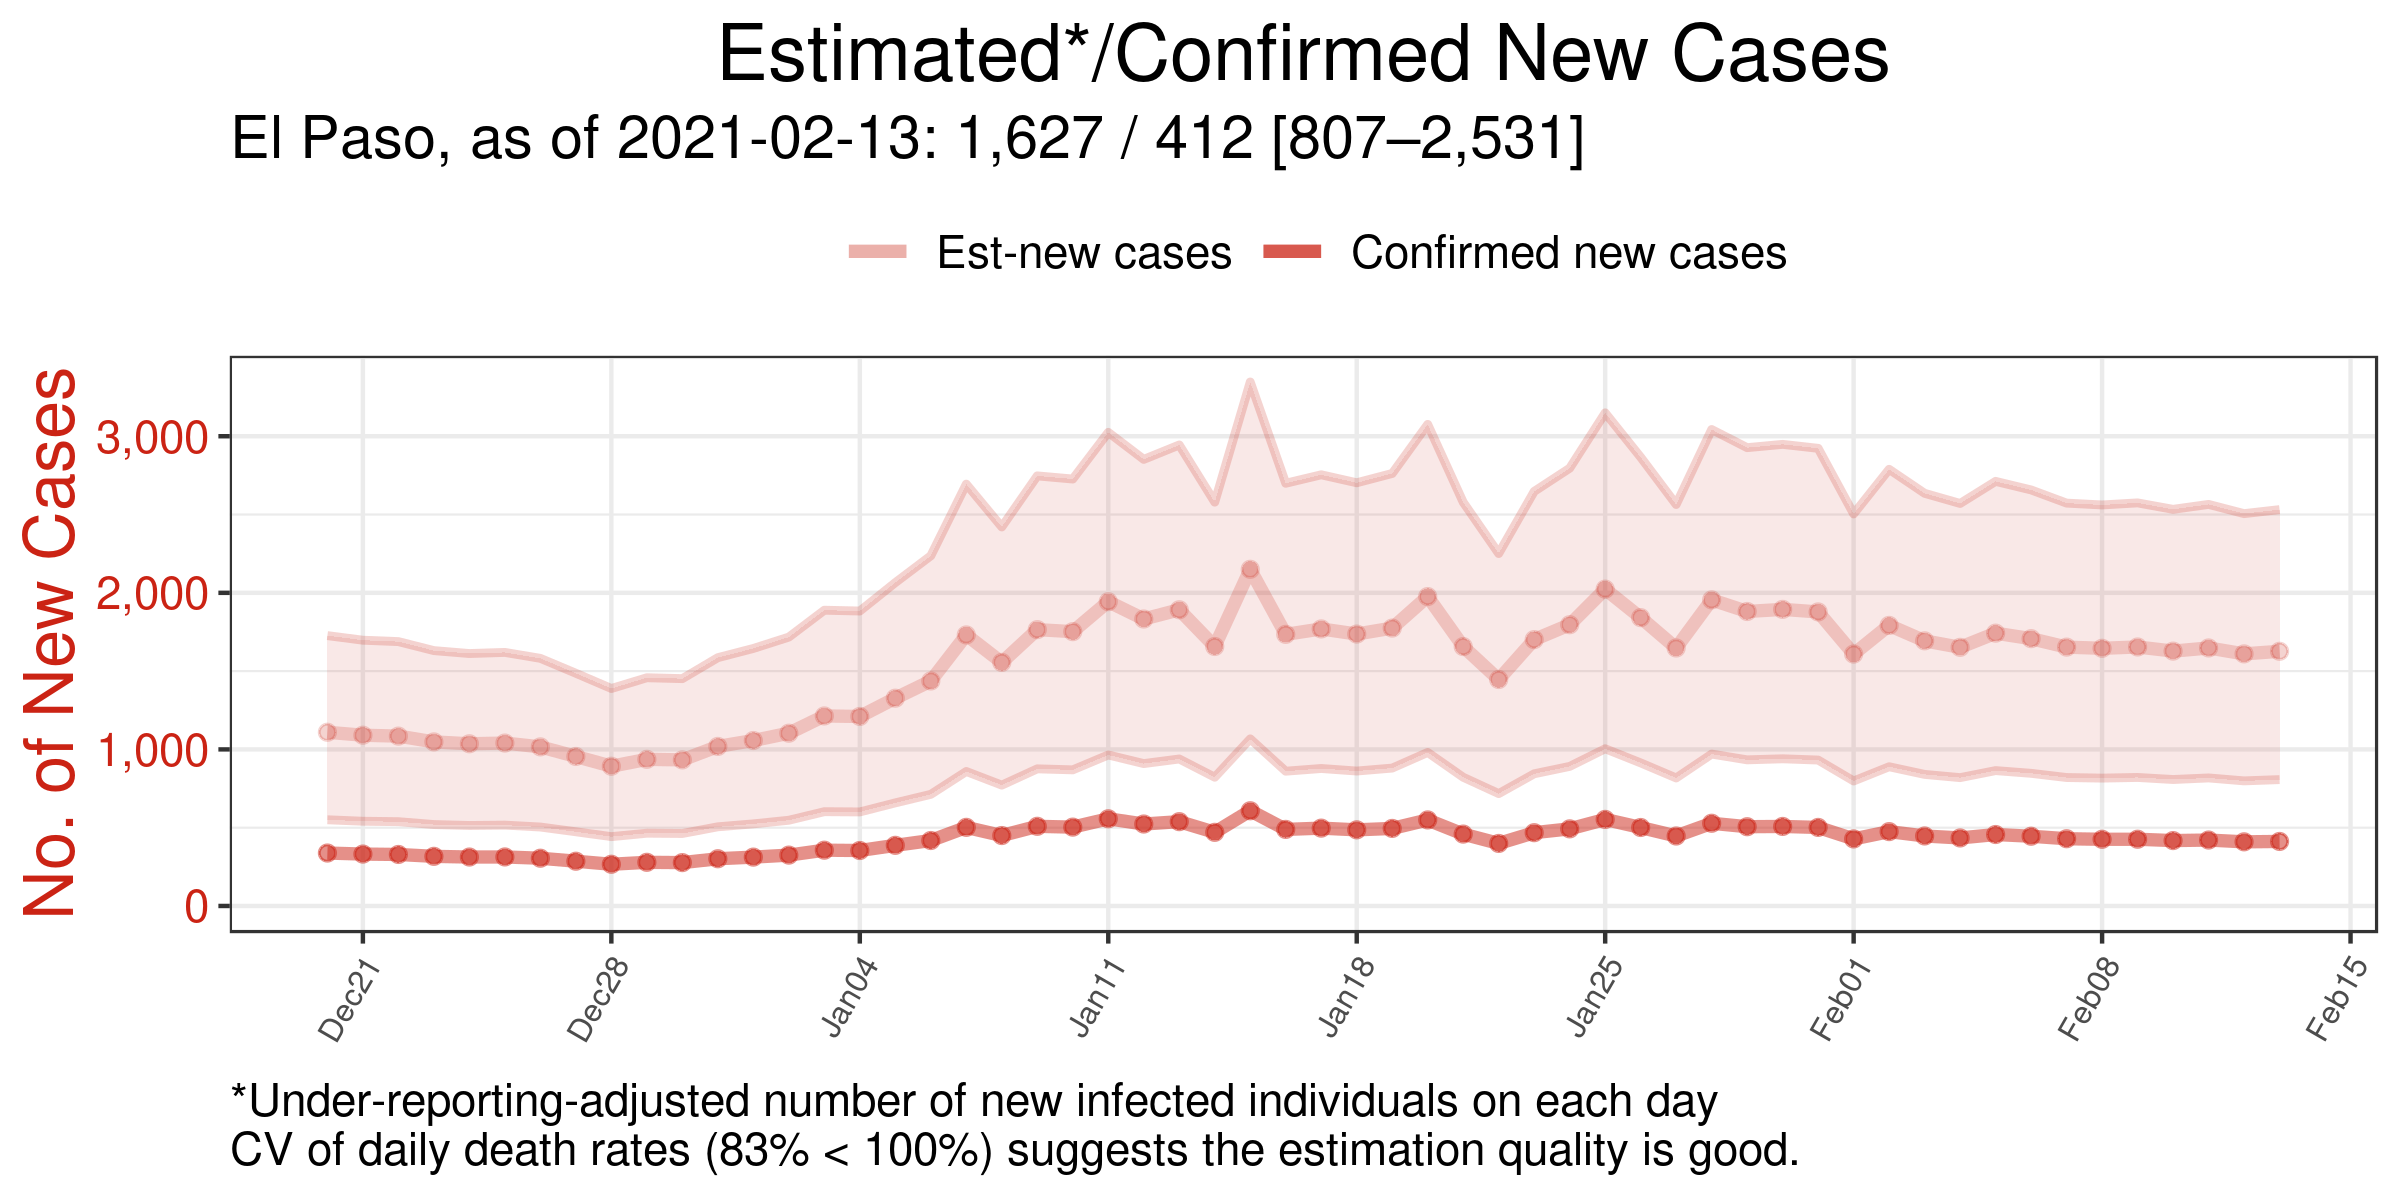 Estimated*/Confirmed New Cases
El Paso, as of 2021-02-13: 1,627 / 412 [807–2,531]
Est-new cases
Confirmed new cases
No. of New Cases
3,000
2,000
1,000
0
Dec21
Dec28
Jan04
Jan11
Jan18
Jan25
Feb01
Feb08
Feb15
*Under-reporting-adjusted number of new infected individuals on each day
CV of daily death rates (83% < 100%) suggests the estimation quality is good.